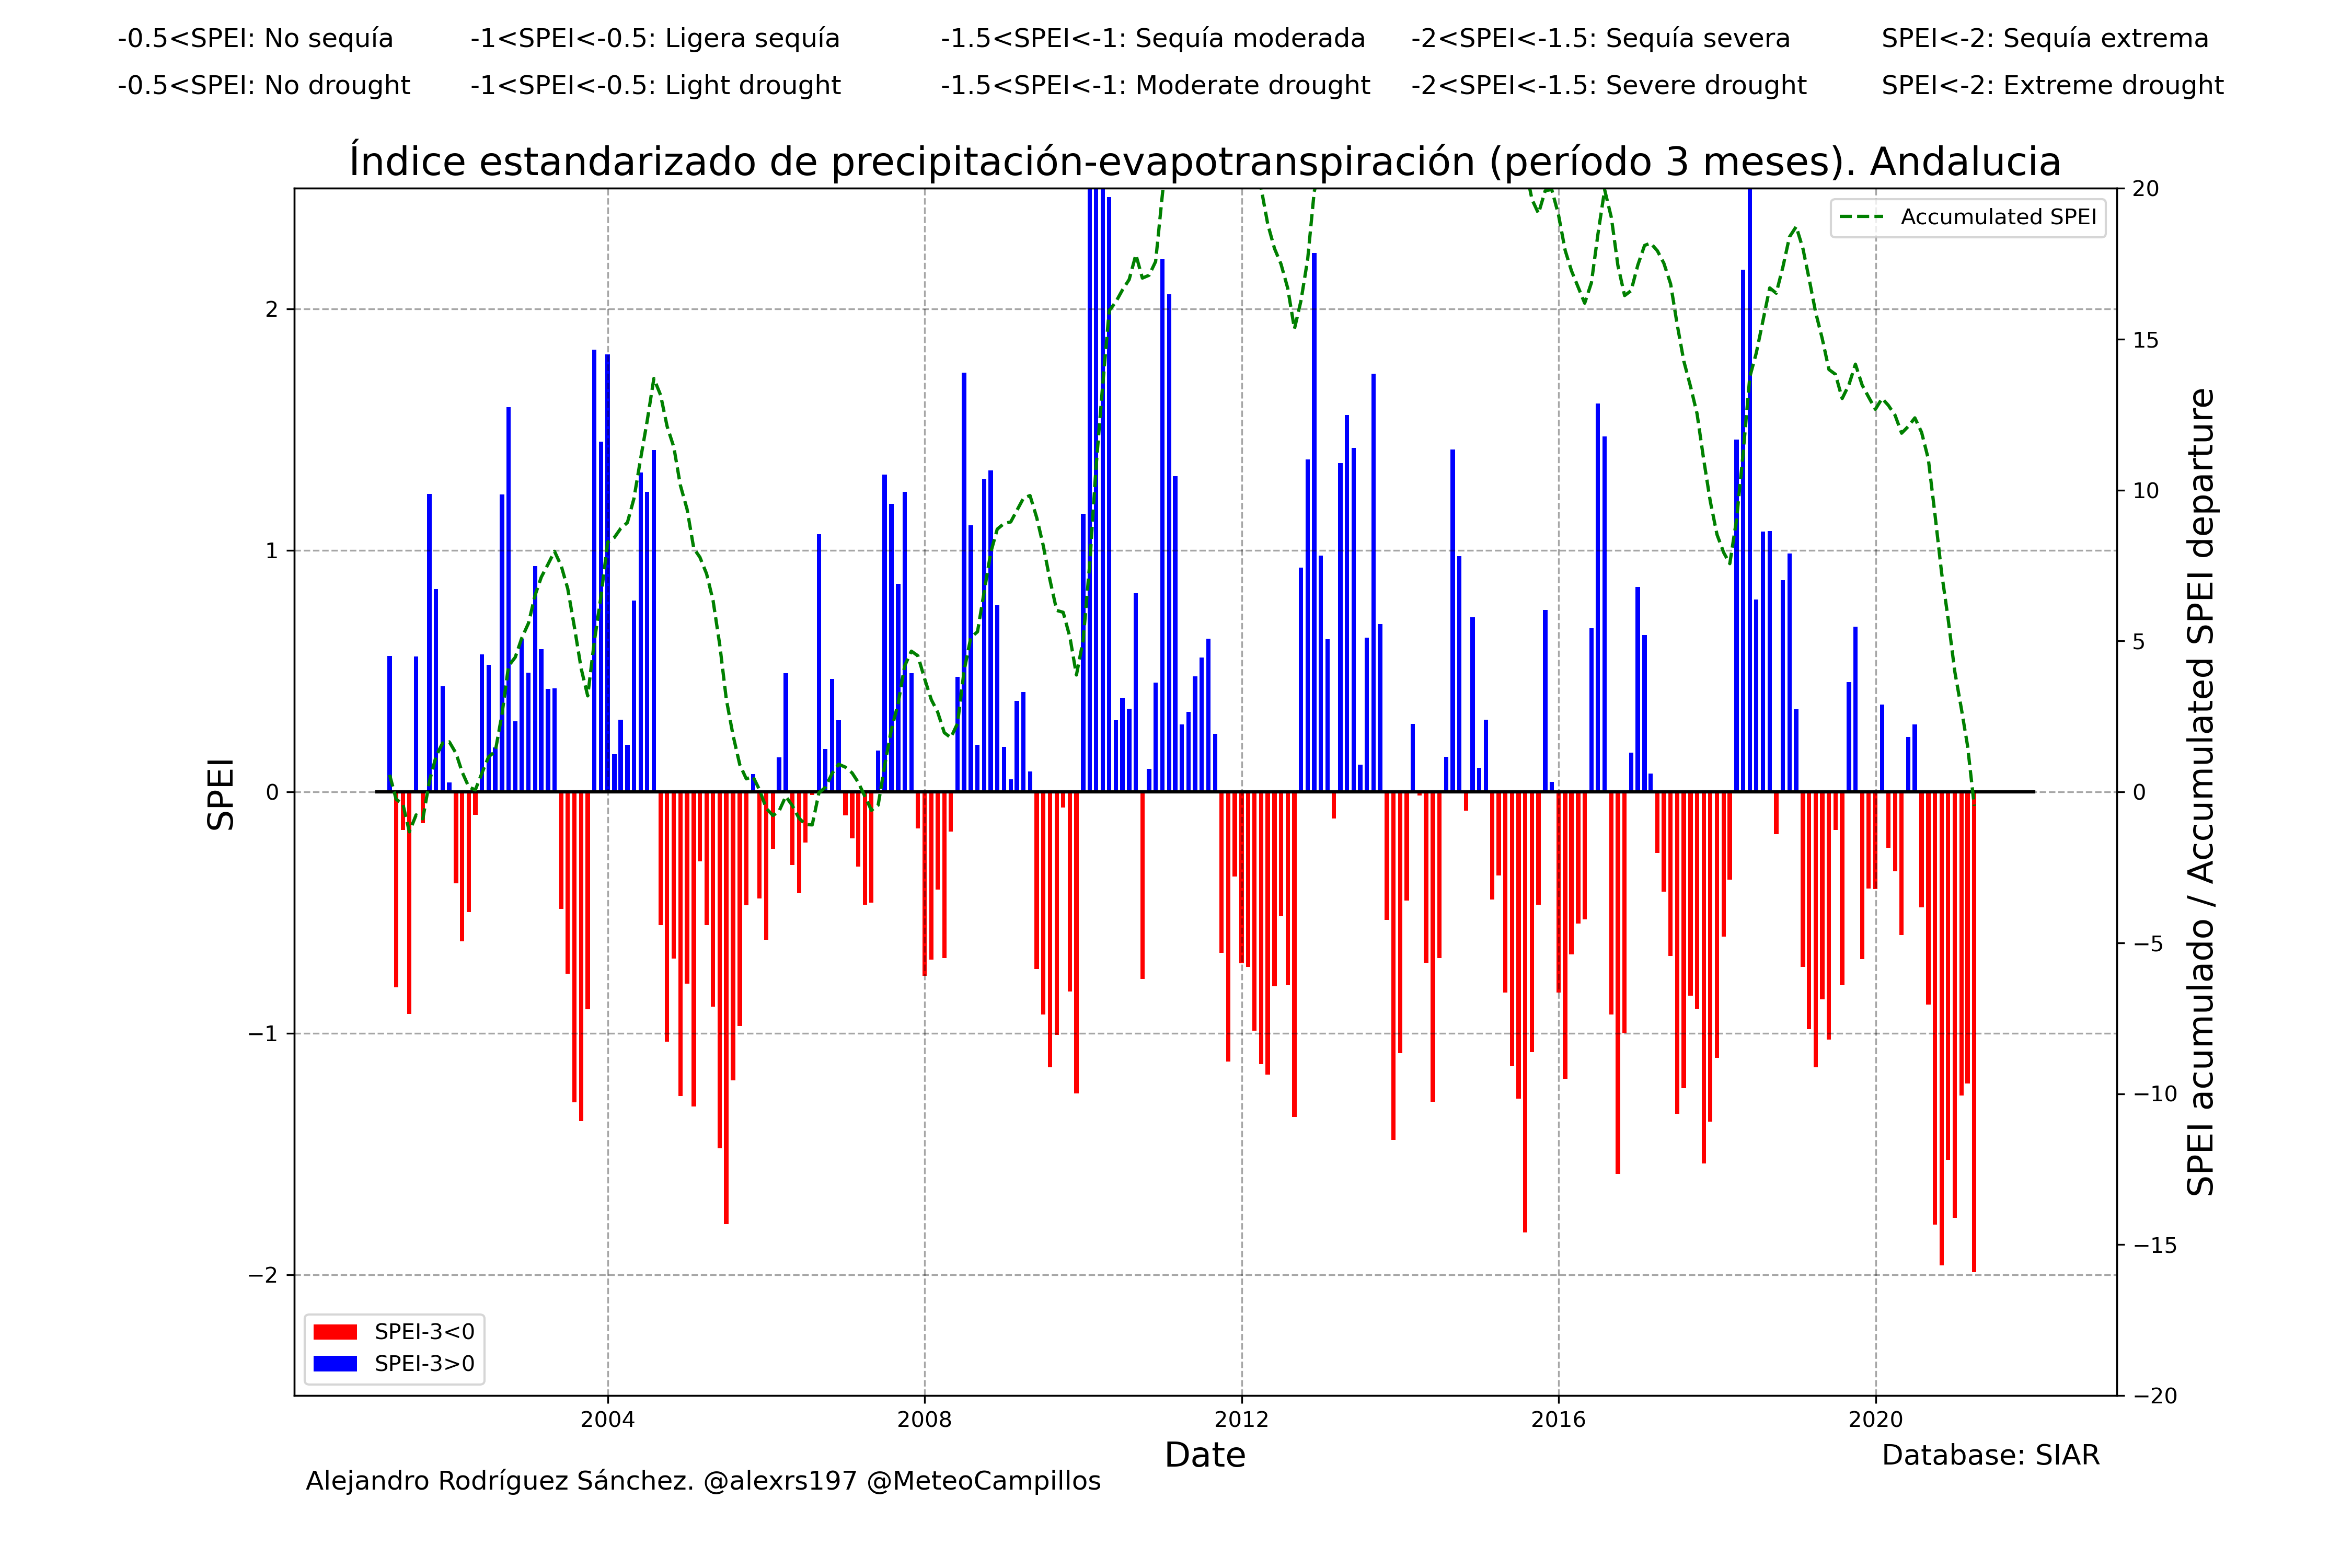 -0.5<SPEI: No sequía
-1<SPEI<-0.5: Ligera sequía
-1.5<SPEI<-1: Sequía moderada
-2<SPEI<-1.5: Sequía severa
SPEI<-2: Sequía extrema
-0.5<SPEI: No drought
-1<SPEI<-0.5: Light drought
-1.5<SPEI<-1: Moderate drought
-2<SPEI<-1.5: Severe drought
SPEI<-2: Extreme drought
Índice estandarizado de precipitación-evapotranspiración (período 3 meses). Andalucia
SPEI
2
1
0
−1
−2
Accumulated SPEI
20
15
10
5
0
−5
−10
−15
−20
SPEI acumulado / Accumulated SPEI departure
SPEI-3<0
SPEI-3>0
2004
2008
2012
2016
2020
Date
Database: SIAR
Alejandro Rodríguez Sánchez. @alexrs197 @MeteoCampillos